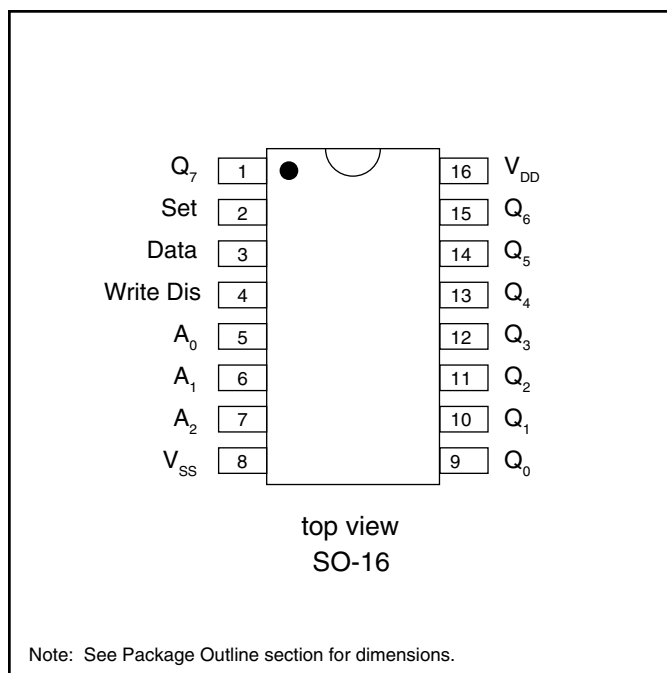 Q7 1 16 VDD
Set 2 15 Q6
Data 3 14 Q5
Write Dis 4 13 Q4
A0 5 12 Q3
A1 6 11 Q2
A2 7 10 Q1
VSS 8 9 Q0
top view
SO-16
Note: See Package Outline section for dimensions.